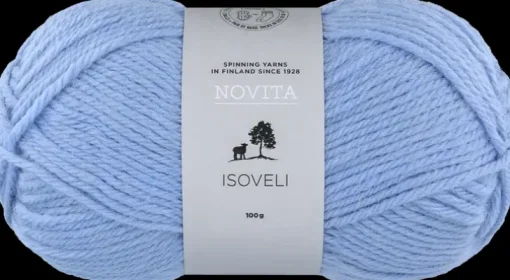 SPINNING YARNS
IN FINLAND SINCE 1928
NOVITA
ISOVELI
100g